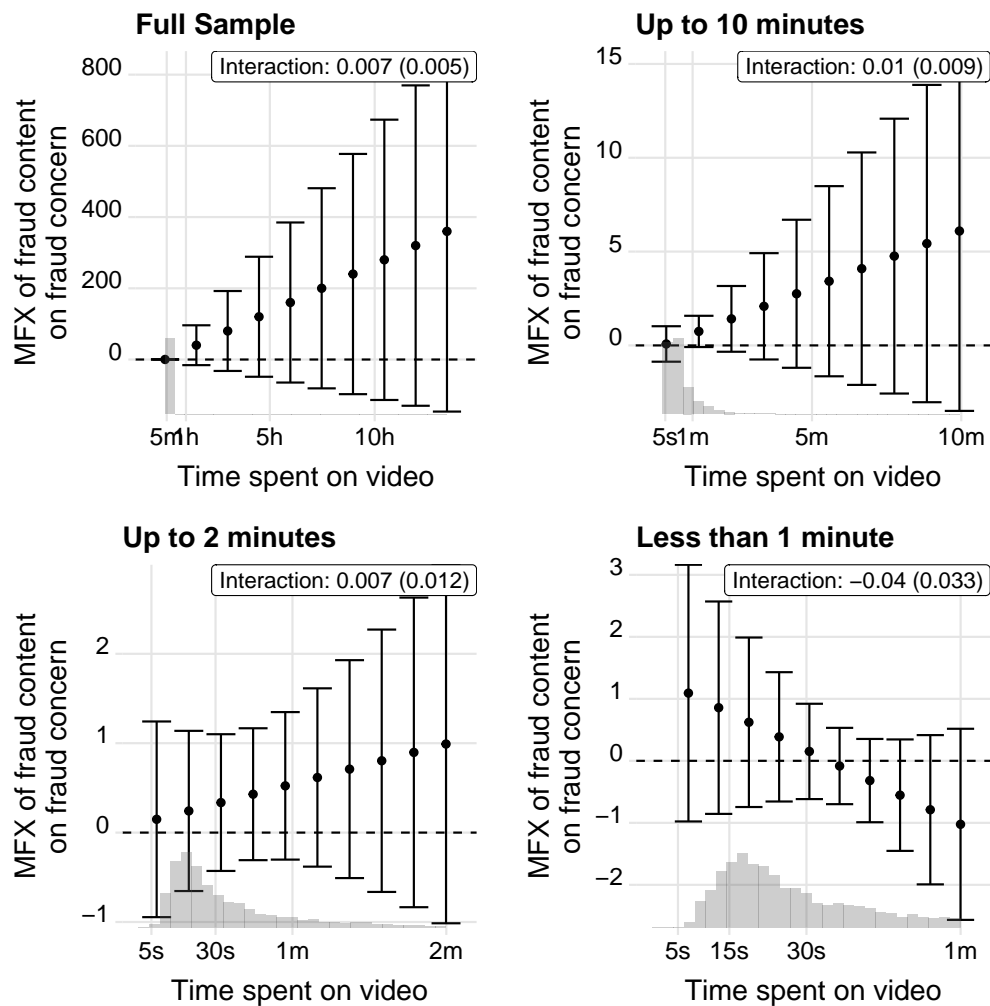 Full Sample
Interaction: 0.007 (0.005)
MFX of fraud content
on fraud concern
800
600
400
200
0
5m 1h 5h 10h
Time spent on video
Up to 10 minutes
Interaction: 0.01 (0.009)
MFX of fraud content
on fraud concern
15
10
5
0
5s 1m 5m 10m
Time spent on video
Up to 2 minutes
Interaction: 0.007 (0.012)
MFX of fraud content
on fraud concern
2
1
0
−1
5s 30s 1m 2m
Time spent on video
Less than 1 minute
Interaction: −0.04 (0.033)
MFX of fraud content
on fraud concern
3
2
1
0
−1
−2
5s 15s 30s 1m
Time spent on video